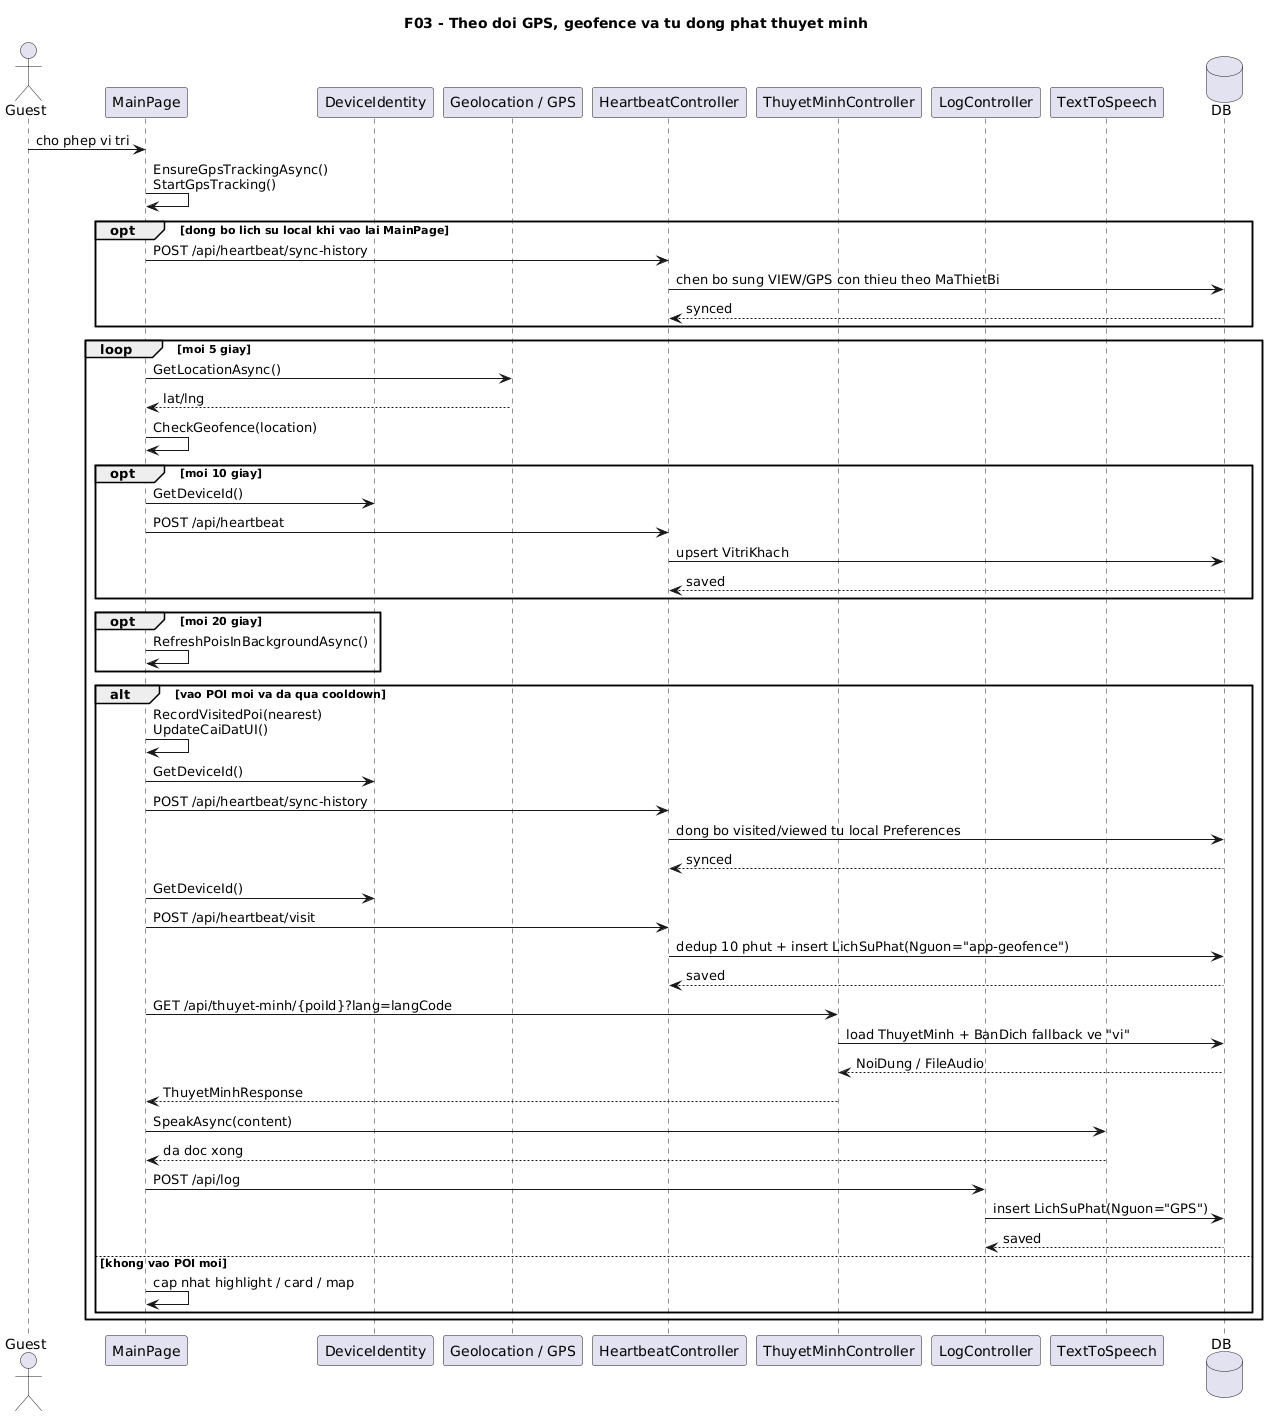 F03 - Theo doi GPS, geofence va tu dong phat thuyet minh
Guest
MainPage
DeviceIdentity
Geolocation / GPS
HeartbeatController
ThuyetMinhController
LogController
TextToSpeech
DB
cho phep vi tri
EnsureGpsTrackingAsync()
StartGpsTracking()
opt [dong bo lich su local khi vao lai MainPage]
POST /api/heartbeat/sync-history
chen bo sung VIEW/GPS con thieu theo MaThietBi
synced
loop [moi 5 giay]
GetLocationAsync()
lat/lng
CheckGeofence(location)
opt [moi 10 giay]
GetDeviceId()
POST /api/heartbeat
upsert VitriKhach
saved
opt [moi 20 giay]
RefreshPoisInBackgroundAsync()
alt [vao POI moi va da qua cooldown]
RecordVisitedPoi(nearest)
UpdateCaiDatUI()
GetDeviceId()
POST /api/heartbeat/sync-history
dong bo visited/viewed tu local Preferences
synced
GetDeviceId()
POST /api/heartbeat/visit
dedup 10 phut + insert LichSuPhat(Nguon="app-geofence")
saved
GET /api/thuyet-minh/{poiId}?lang=langCode
load ThuyetMinh + BanDich fallback ve "vi"
NoiDung / FileAudio
ThuyetMinhResponse
SpeakAsync(content)
da doc xong
POST /api/log
insert LichSuPhat(Nguon="GPS")
saved
[khong vao POI moi]
cap nhat highlight / card / map
Guest
MainPage
DeviceIdentity
Geolocation / GPS
HeartbeatController
ThuyetMinhController
LogController
TextToSpeech
DB